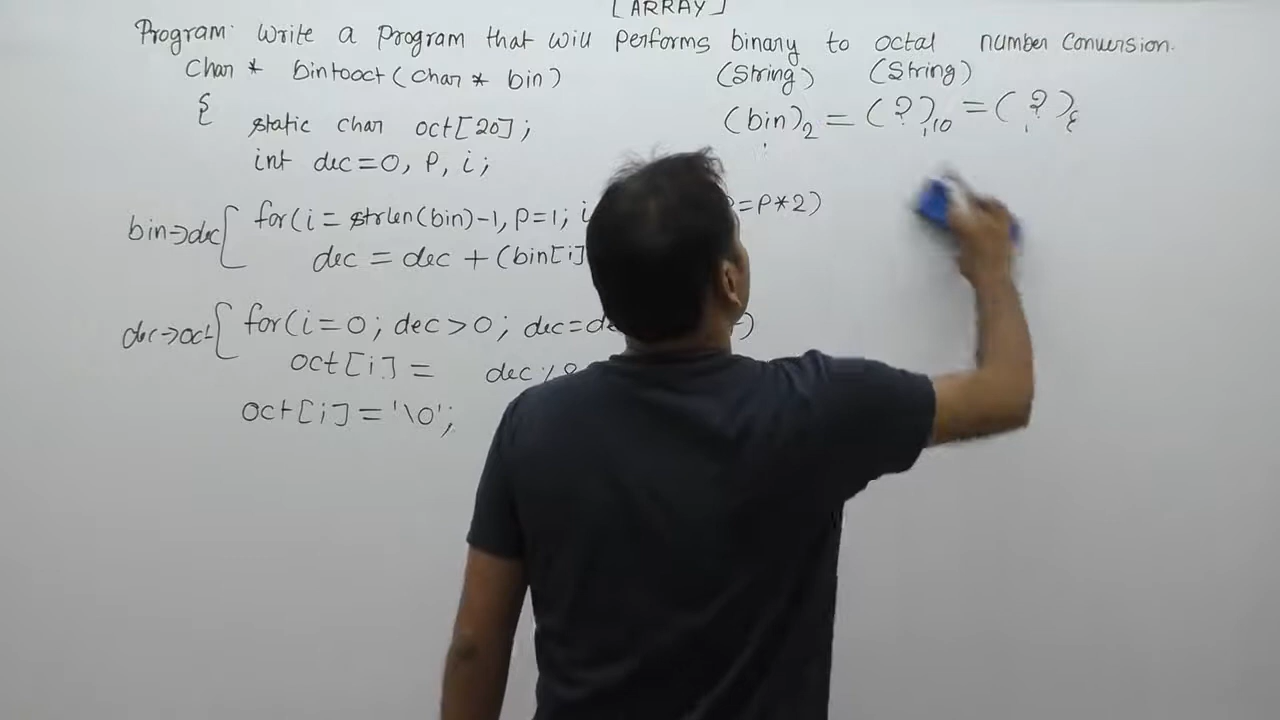 [ARRAY]
Program: Write a program that will performs binary to octal number Conversion.
Char * bintooct(char * bin) (String) (String)
{ (bin)2 = (?)10 = (?)8
static char oct[20];
int dec=0, P, i;
bin→dec{ for(i = strlen(bin)-1, P=1; i =P*2)
dec = dec + (bin[i]
dec→oct{ for(i=0; dec>0; dec=de )
oct[i] = dec%8
oct[i]='\0';